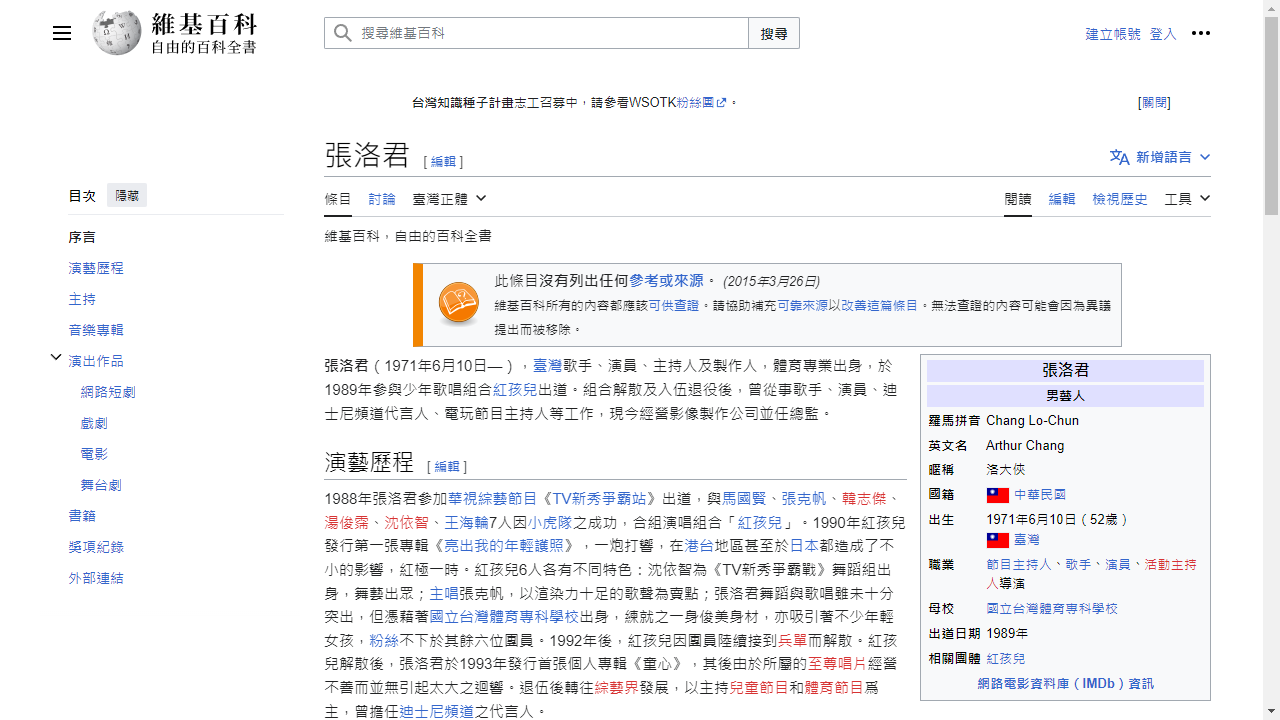 維基百科
自由的百科全書
搜尋維基百科
搜尋
建立帳號 登入
台灣知識種子計畫志工召募中，請參看WSOTK粉絲團。
[關閉]
張洛君 [編輯]
新增語言
目次 隱藏
序言
演藝歷程
主持
音樂專輯
演出作品
網路短劇
戲劇
電影
舞台劇
書籍
獎項紀錄
外部連結
條目 討論 臺灣正體
閱讀 編輯 檢視歷史 工具
維基百科，自由的百科全書
此條目沒有列出任何參考或來源。 (2015年3月26日)
維基百科所有的內容都應該可供查證。請協助補充可靠來源以改善這篇條目。無法查證的內容可能會因為異議
提出而被移除。
張洛君（1971年6月10日—），臺灣歌手、演員、主持人及製作人，體育專業出身，於
1989年參與少年歌唱組合紅孩兒出道。組合解散及入伍退役後，曾從事歌手、演員、迪
士尼頻道代言人、電玩節目主持人等工作，現今經營影像製作公司並任總監。
演藝歷程 [編輯]
1988年張洛君參加華視綜藝節目《TV新秀爭霸站》出道，與馬國賢、張克帆、韓志傑、
湯俊霈、沈依智、王海輪7人因小虎隊之成功，合組演唱組合「紅孩兒」。1990年紅孩兒
發行第一張專輯《亮出我的年輕護照》，一炮打響，在港台地區甚至於日本都造成了不
小的影響，紅極一時。紅孩兒6人各有不同特色：沈依智為《TV新秀爭霸戰》舞蹈組出
身，舞藝出眾；主唱張克帆，以渲染力十足的歌聲為賣點；張洛君舞蹈與歌唱雖未十分
突出，但憑藉著國立台灣體育專科學校出身，練就之一身俊美身材，亦吸引著不少年輕
女孩，粉絲不下於其餘六位團員。1992年後，紅孩兒因團員陸續接到兵單而解散。紅孩
兒解散後，張洛君於1993年發行首張個人專輯《童心》，其後由於所屬的至尊唱片經營
不善而並無引起太大之迴響。退伍後轉往綜藝界發展，以主持兒童節目和體育節目爲
主，曾擔任迪士尼頻道之代言人。
張洛君
男藝人
羅馬拼音 Chang Lo-Chun
英文名 Arthur Chang
暱稱 洛大俠
國籍 中華民國
出生 1971年6月10日（52歲）
臺灣
職業 節目主持人、歌手、演員、活動主持
人導演
母校 國立台灣體育專科學校
出道日期 1989年
相關團體 紅孩兒
網路電影資料庫（IMDb）資訊